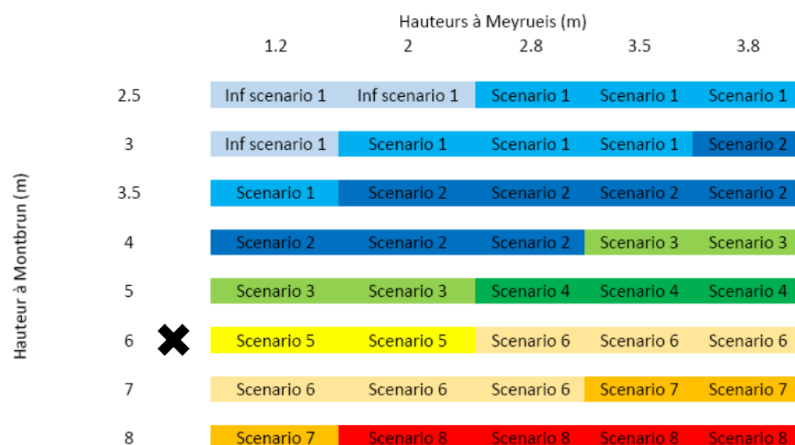 Hauteurs à Meyrueis (m)
1.2 2 2.8 3.5 3.8
Hauteur à Montbrun (m)
2.5 Inf scenario 1 Inf scenario 1 Scenario 1 Scenario 1 Scenario 1
3 Inf scenario 1 Scenario 1 Scenario 1 Scenario 1 Scenario 2
3.5 Scenario 1 Scenario 2 Scenario 2 Scenario 2 Scenario 2
4 Scenario 2 Scenario 2 Scenario 2 Scenario 3 Scenario 3
5 Scenario 3 Scenario 3 Scenario 4 Scenario 4 Scenario 4
6 Scenario 5 Scenario 5 Scenario 6 Scenario 6 Scenario 6
7 Scenario 6 Scenario 6 Scenario 6 Scenario 7 Scenario 7
8 Scenario 7 Scenario 8 Scenario 8 Scenario 8 Scenario 8